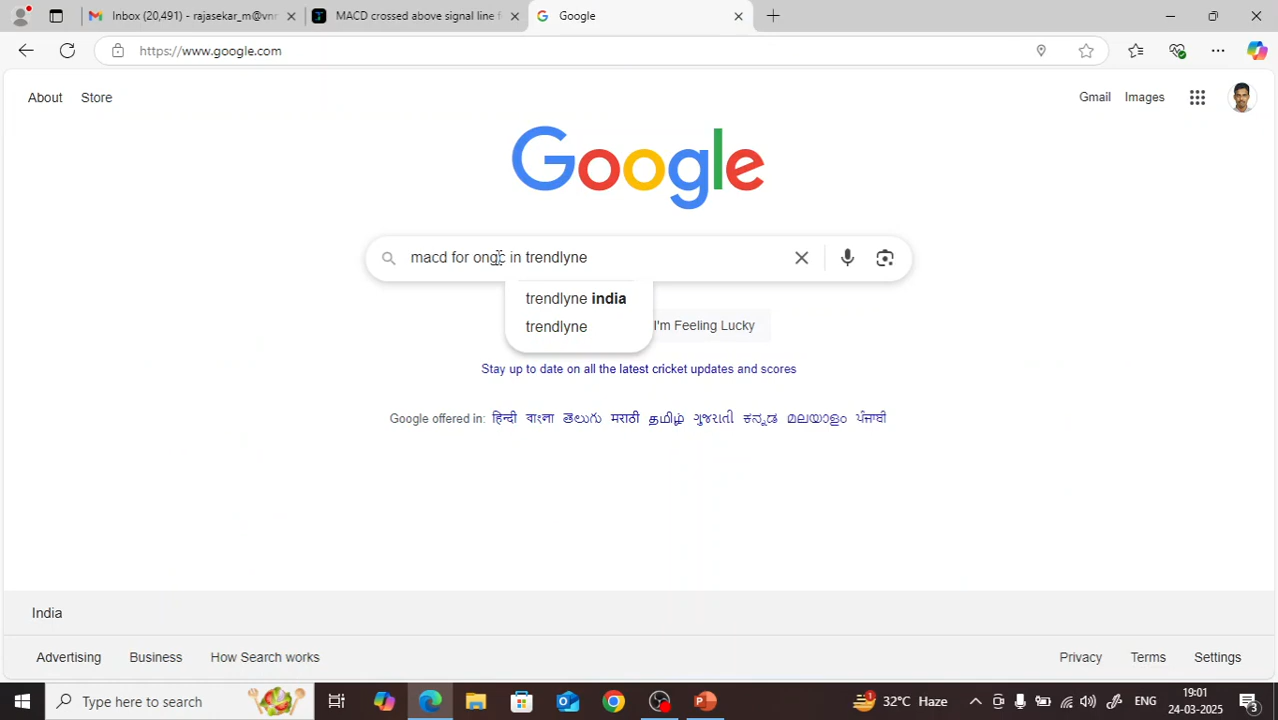 Inbox (20,491) - rajasekar_m@vnr
MACD crossed above signal line f
Google
https://www.google.com
About
Store
Gmail
Images
Google
macd for ongc in trendlyne
trendlyne india
trendlyne
I'm Feeling Lucky
Stay up to date on all the latest cricket updates and scores
Google offered in: हिन्दी বাংলা తెలుగు मराठी தமிழ் ગુજરાતી ಕನ್ನಡ മലയാളം ਪੰਜਾਬੀ
India
Advertising
Business
How Search works
Privacy
Terms
Settings
Type here to search
32°C Haze
ENG
19:01
24-03-2025
1
3